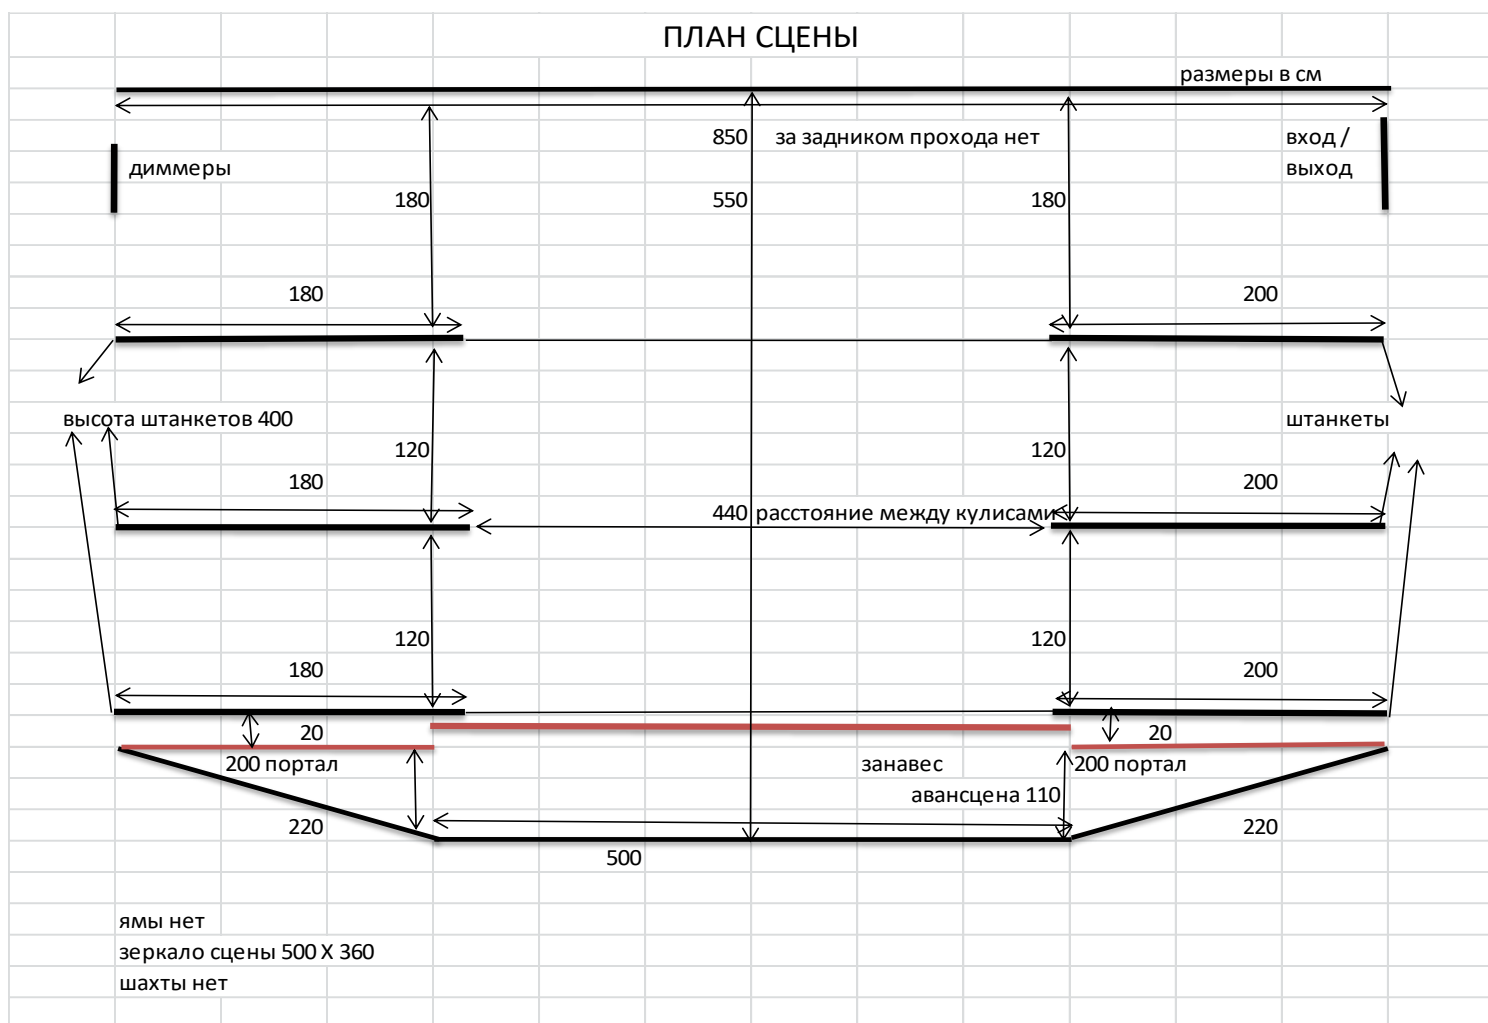 ПЛАН СЦЕНЫ
размеры в см
850 за задником прохода нет
вход /
диммеры
выход
180 550 180
180 200
высота штанкетов 400 штанкеты
120 120
180 200
440 расстояние между кулисами
120 120
180 200
20 20
200 портал занавес 200 портал
авансцена 110
220 220
500
ямы нет
зеркало сцены 500 X 360
шахты нет